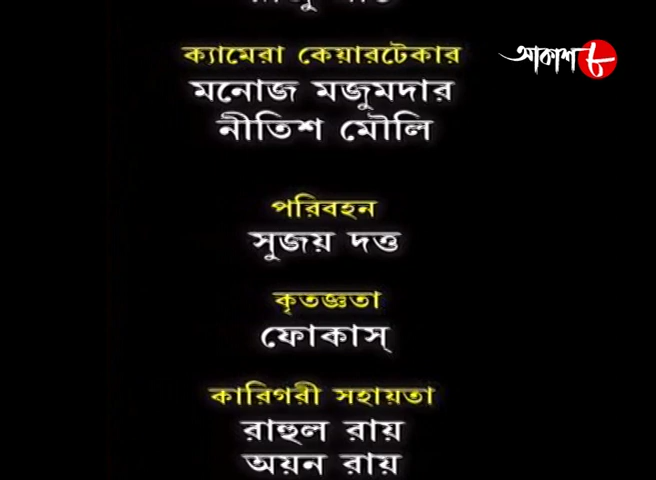 ক্যামেরা কেয়ারটেকার
আকাশ ৮
মনোজ মজুমদার
নীতিশ মৌলি
পরিবহন
সুজয় দত্ত
কৃতজ্ঞতা
ফোকাস্
কারিগরী সহায়তা
রাহুল রায়
অয়ন রায়